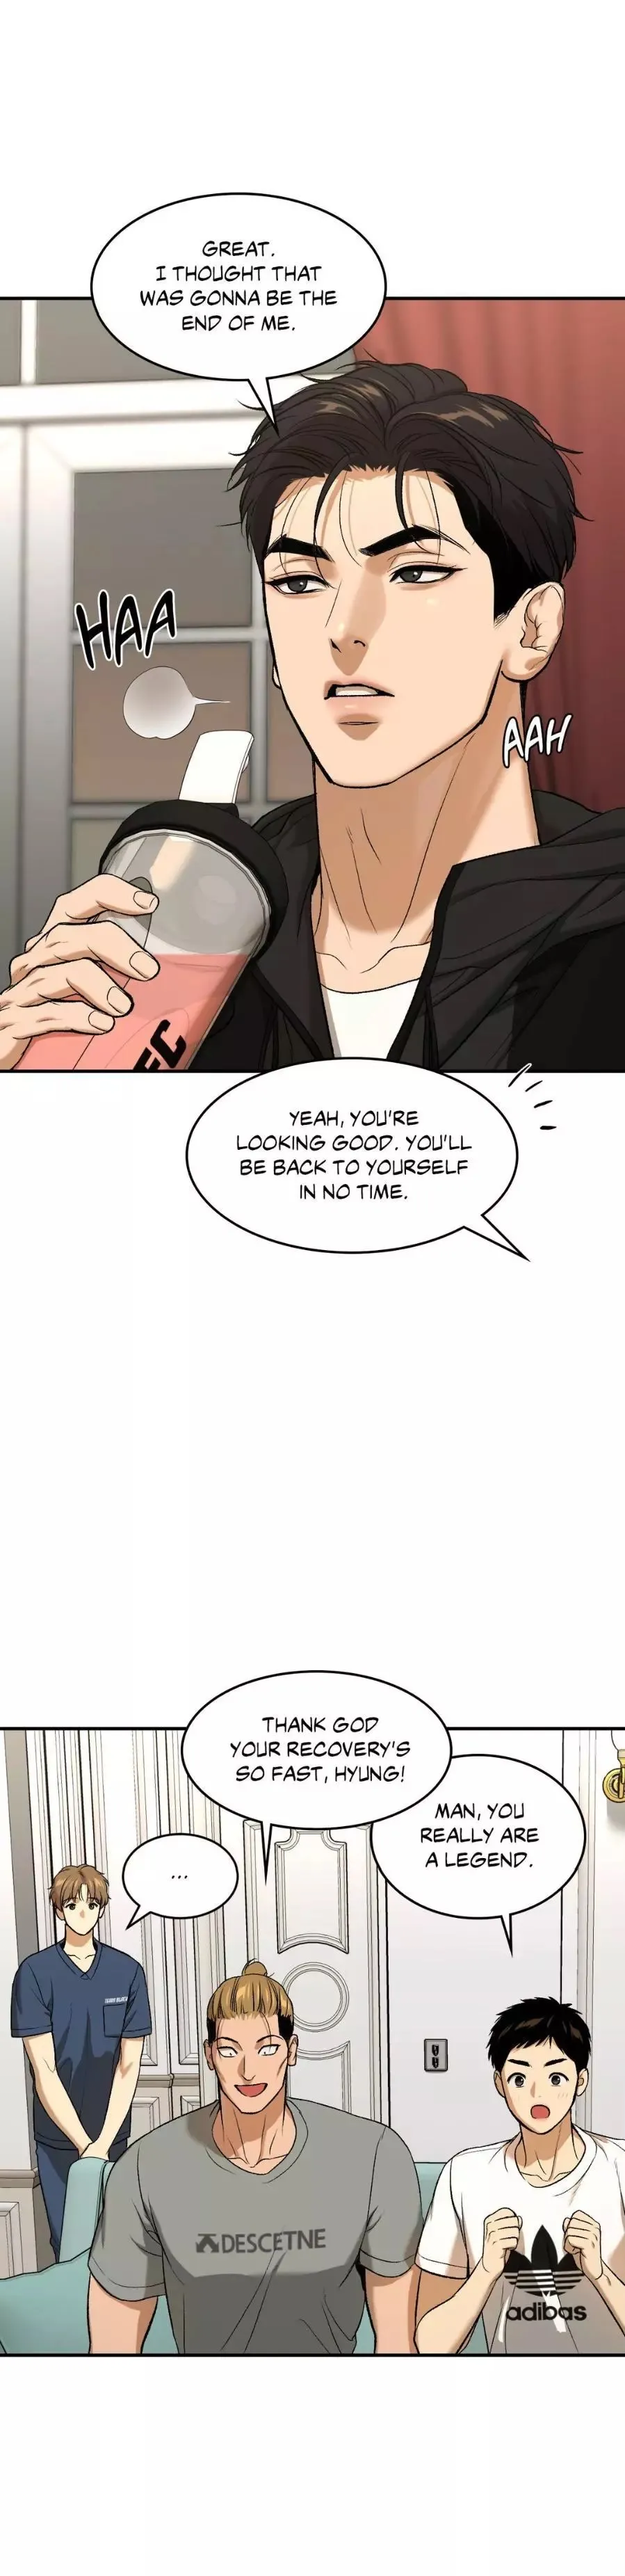 GREAT.
I THOUGHT THAT
WAS GONNA BE THE
END OF ME.
HAA
AAH
FC
YEAH, YOU'RE
LOOKING GOOD. YOU'LL
BE BACK TO YOURSELF
IN NO TIME.
THANK GOD
YOUR RECOVERY'S
SO FAST, HYUNG!
MAN, YOU
REALLY ARE
A LEGEND.
...
DESCETNE
adibas